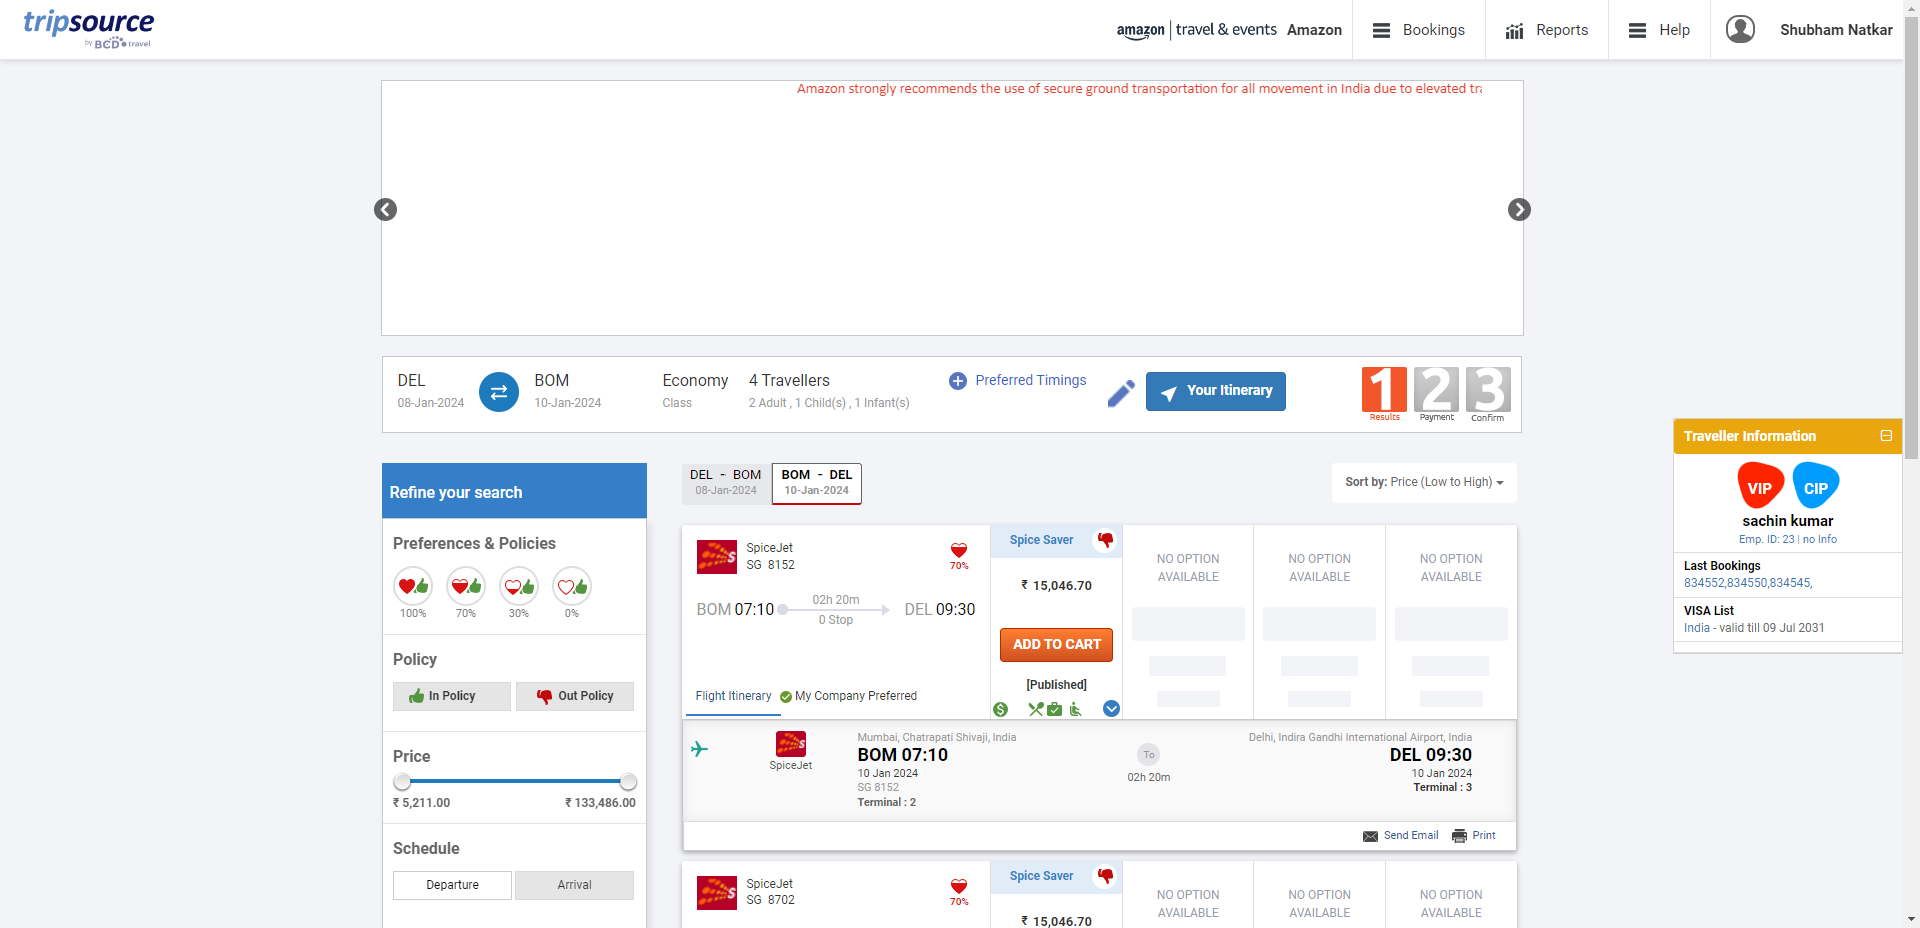 tripsource
by BCD travel
amazon travel & events Amazon
Bookings
Reports
Help
Shubham Natkar
Amazon strongly recommends the use of secure ground transportation for all movement in India due to elevated tra
DEL
08-Jan-2024
BOM
10-Jan-2024
Economy
Class
4 Travellers
2 Adult , 1 Child(s) , 1 Infant(s)
Preferred Timings
Your Itinerary
1 2 3
Results Payment Confirm
Traveller Information
VIP CIP
sachin kumar
Emp. ID: 23 | no Info
Last Bookings
834552,834550,834545,
VISA List
India - valid till 09 Jul 2031
Refine your search
Preferences & Policies
100% 70% 30% 0%
Policy
In Policy Out Policy
Price
₹ 5,211.00 ₹ 133,486.00
Schedule
Departure Arrival
DEL - BOM
08-Jan-2024
BOM - DEL
10-Jan-2024
Sort by: Price (Low to High)
SpiceJet
SG 8152
70%
BOM 07:10
02h 20m
0 Stop
DEL 09:30
Flight Itinerary
My Company Preferred
Spice Saver
₹ 15,046.70
ADD TO CART
[Published]
NO OPTION
AVAILABLE
NO OPTION
AVAILABLE
NO OPTION
AVAILABLE
SpiceJet
Mumbai, Chatrapati Shivaji, India
BOM 07:10
10 Jan 2024
SG 8152
Terminal : 2
To
02h 20m
Delhi, Indira Gandhi International Airport, India
DEL 09:30
10 Jan 2024
Terminal : 3
Send Email
Print
SpiceJet
SG 8702
70%
Spice Saver
₹ 15,046.70
NO OPTION
AVAILABLE
NO OPTION
AVAILABLE
NO OPTION
AVAILABLE